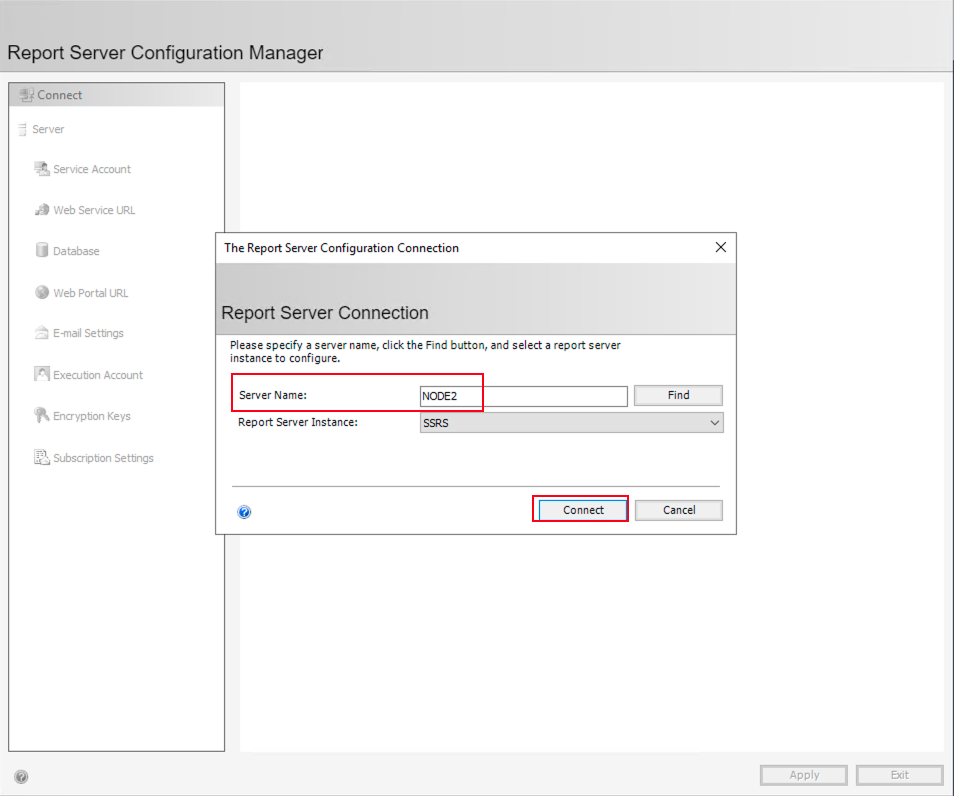 Report Server Configuration Manager
Connect
Server
Service Account
Web Service URL
Database
Web Portal URL
E-mail Settings
Execution Account
Encryption Keys
Subscription Settings
The Report Server Configuration Connection
Report Server Connection
Please specify a server name, click the Find button, and select a report server
instance to configure.
Server Name: NODE2 Find
Report Server Instance: SSRS
Connect Cancel
Apply Exit